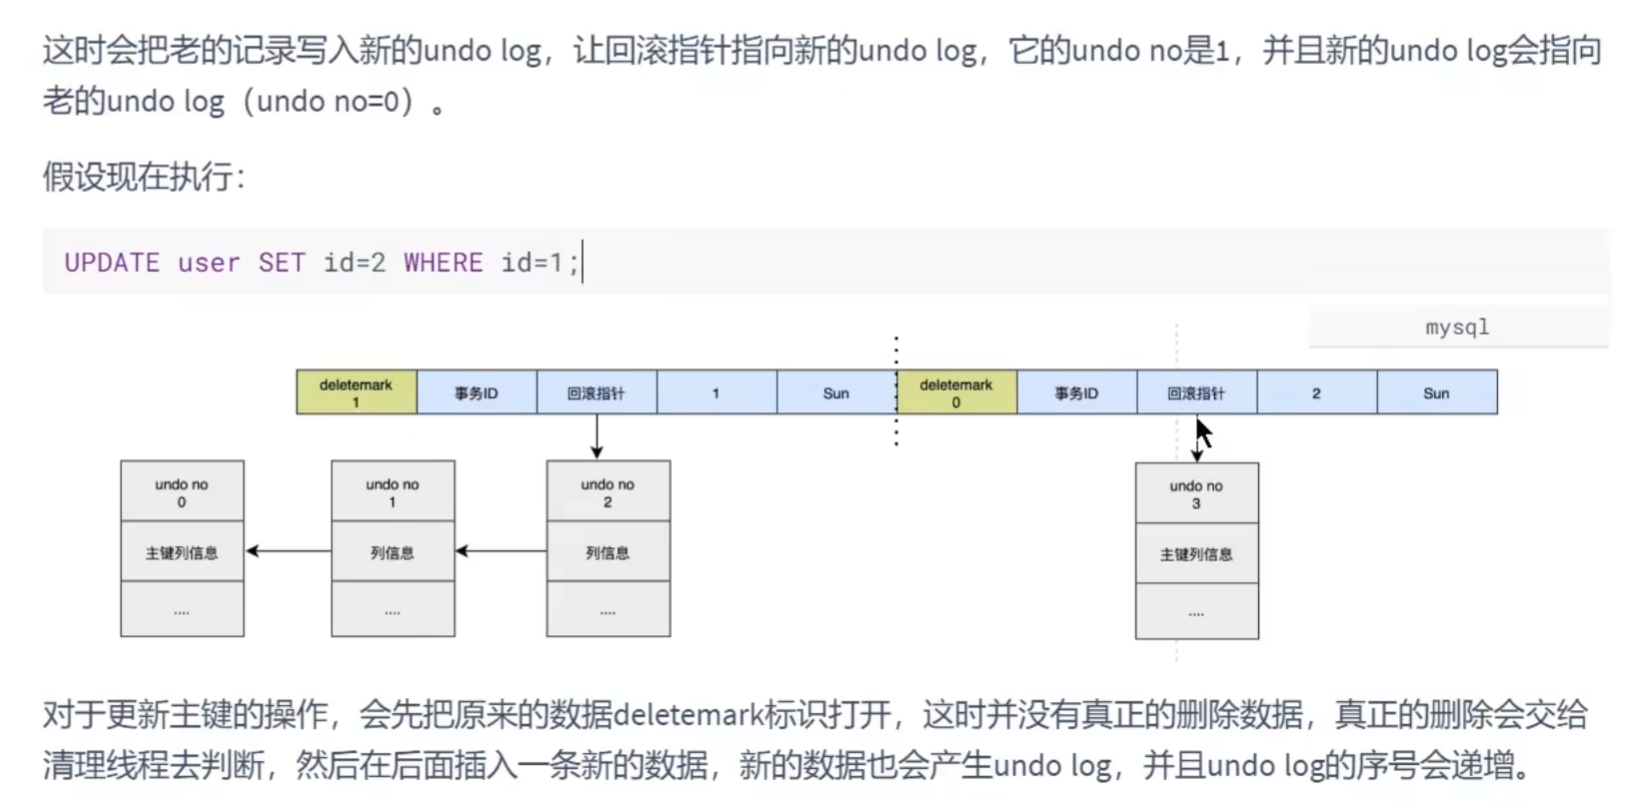 这时会把老的记录写入新的undo log，让回滚指针指向新的undo log，它的undo no是1，并且新的undo log会指向
老的undo log（undo no=0）。
假设现在执行：
UPDATE user SET id=2 WHERE id=1;
mysql
deletemark
1
事务ID
回滚指针
1
Sun
deletemark
0
事务ID
回滚指针
2
Sun
undo no
0
主键列信息
....
undo no
1
列信息
....
undo no
2
列信息
....
undo no
3
主键列信息
....
对于更新主键的操作，会先把原来的数据deletemark标识打开，这时并没有真正的删除数据，真正的删除会交给
清理线程去判断，然后在后面插入一条新的数据，新的数据也会产生undo log，并且undo log的序号会递增。